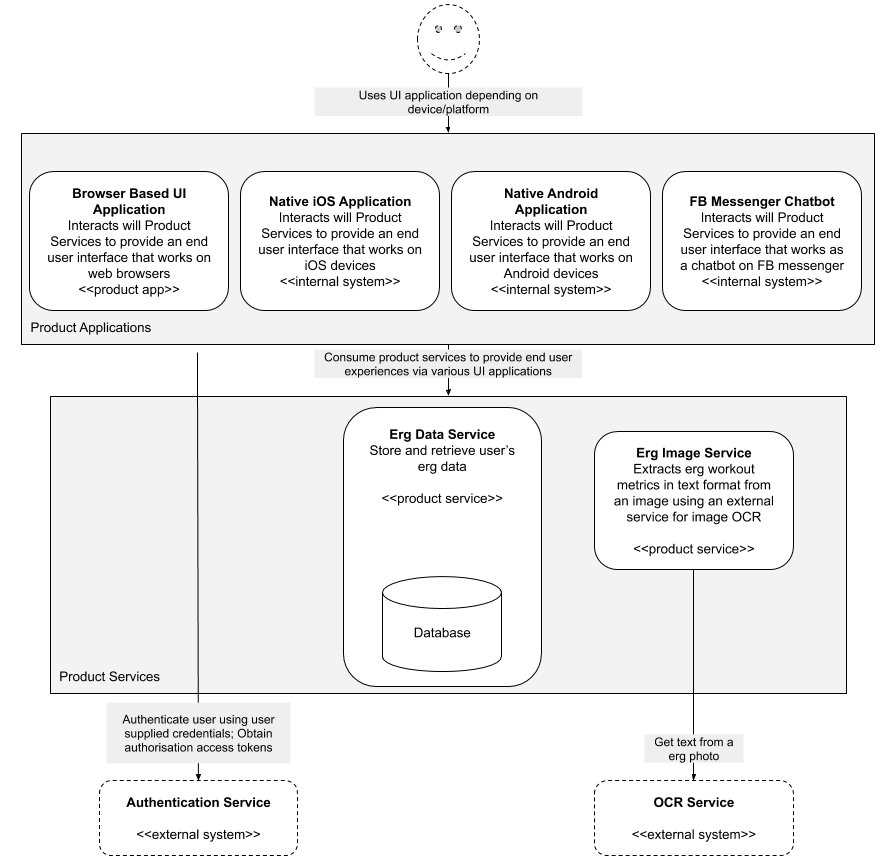 Uses UI application depending on
device/platform
Browser Based UI
Application
Interacts will Product
Services to provide an end
user interface that works on
web browsers
<<product app>>
Native iOS Application
Interacts will Product
Services to provide an end
user interface that works on
iOS devices
<<internal system>>
Native Android
Application
Interacts will Product
Services to provide an end
user interface that works on
Android devices
<<internal system>>
FB Messenger Chatbot
Interacts will Product
Services to provide an end
user interface that works as
a chatbot on FB messenger
<<internal system>>
Product Applications
Consume product services to provide end user
experiences via various UI applications
Erg Data Service
Store and retrieve user’s
erg data
<<product service>>
Database
Erg Image Service
Extracts erg workout
metrics in text format from
an image using an external
service for image OCR
<<product service>>
Product Services
Authenticate user using user
supplied credentials; Obtain
authorisation access tokens
Get text from a
erg photo
Authentication Service
<<external system>>
OCR Service
<<external system>>